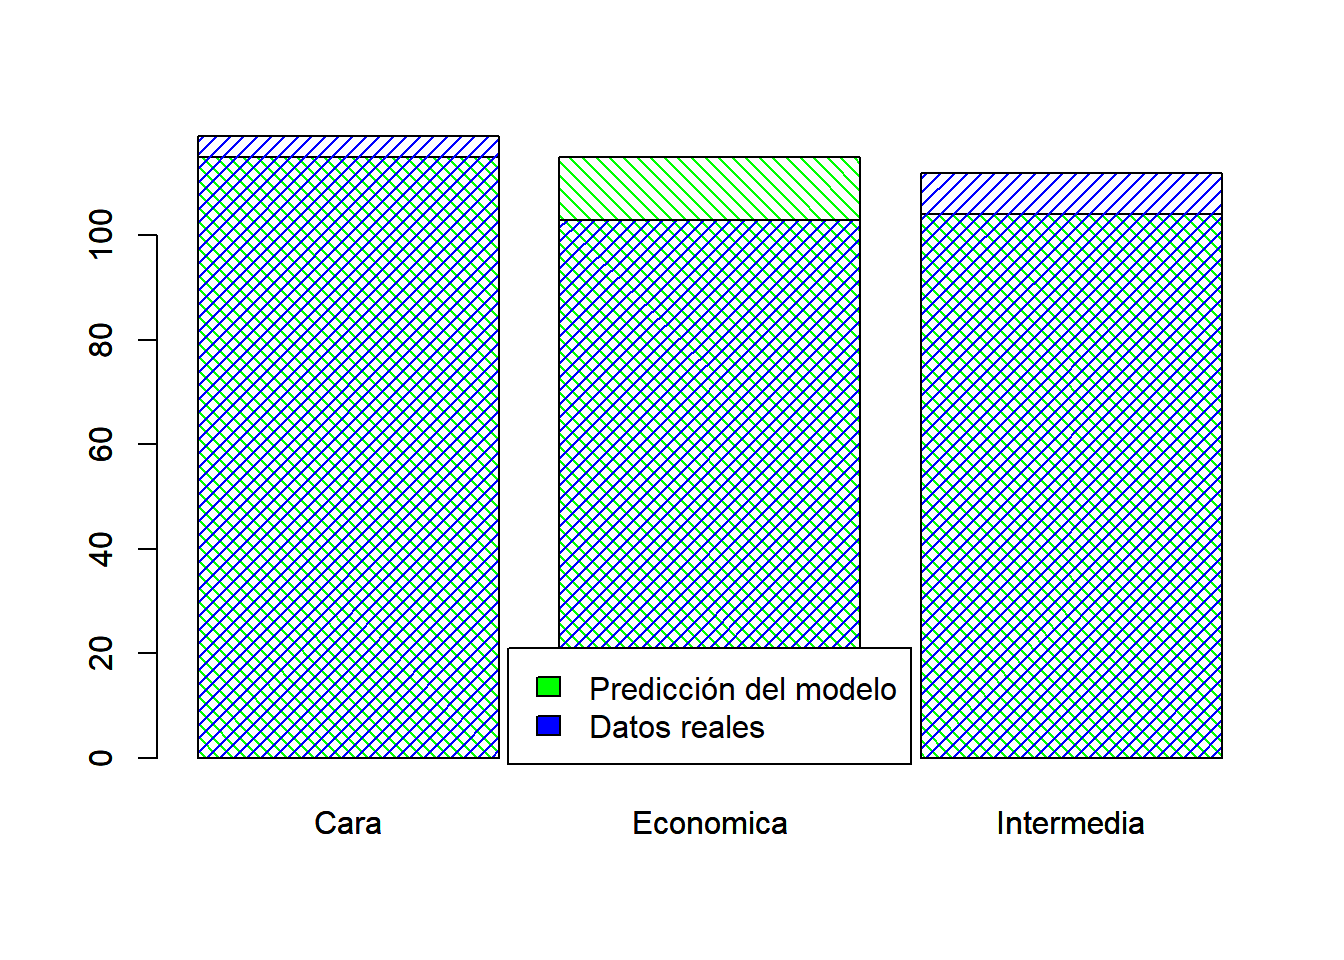 100
80
60
40
20
0
Predicción del modelo
Datos reales
Cara
Economica
Intermedia